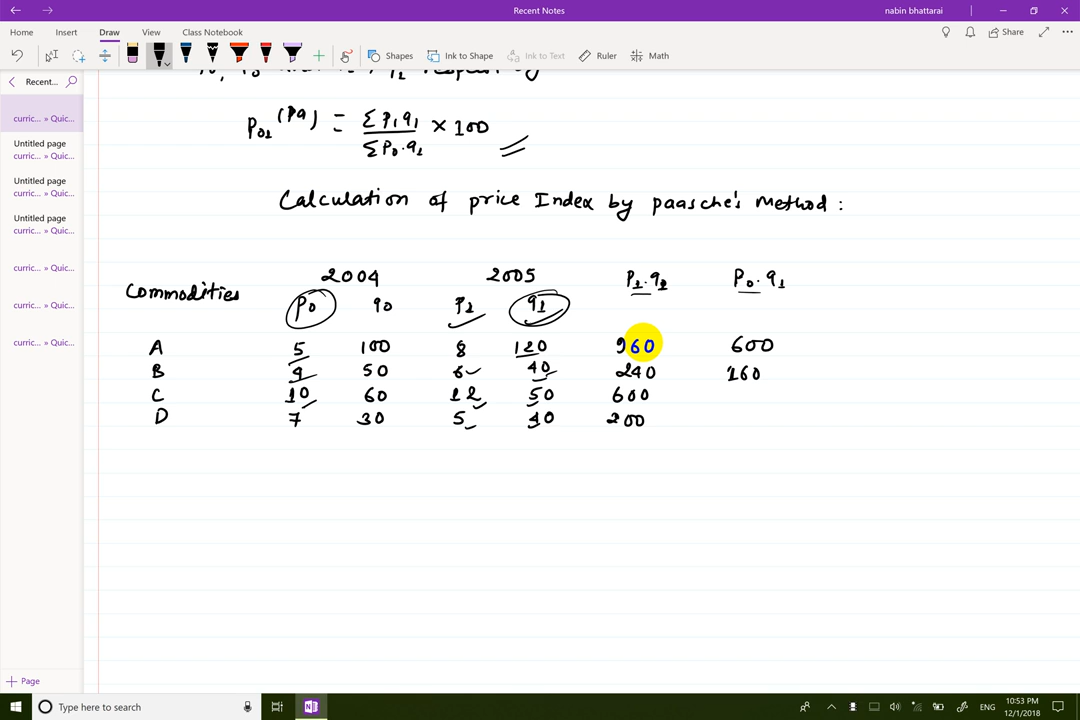 Recent Notes
nabin bhattarai
Home Insert Draw View Class Notebook
Share
Shapes Ink to Shape Ink to Text Ruler Math
Recent...
curric... » Quic...
Untitled page
curric... » Quic...
Untitled page
curric... » Quic...
Untitled page
curric... » Quic...
curric... » Quic...
curric... » Quic...
curric... » Quic...
P01 (Pa) = Σ P1 q1 / Σ P0 · q1 × 100
Calculation of price Index by paasche's Method :
2004 2005 P1 · q1 P0 · q1
Commodities P0 q0 P1 q1
A 5 100 8 120 960 600
B 4 50 6 40 240 160
C 10 60 12 50 600
D 7 30 5 40 200
+ Page
Type here to search
ENG
10:53 PM
12/1/2018